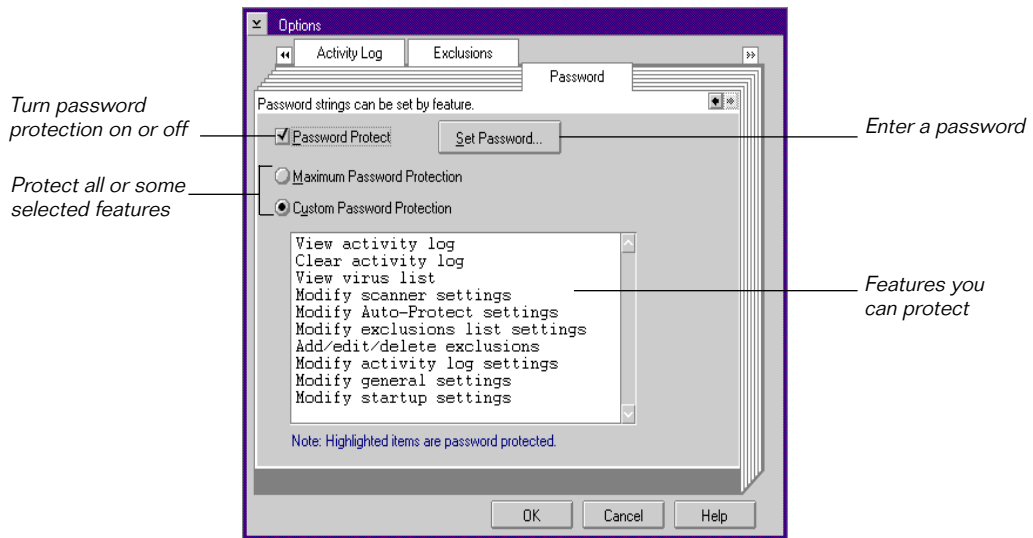 Options
Activity Log
Exclusions
Password
Password strings can be set by feature.
Turn password
protection on or off
Password Protect
Set Password...
Enter a password
Protect all or some
selected features
Maximum Password Protection
Custom Password Protection
View activity log
Clear activity log
View virus list
Modify scanner settings
Modify Auto-Protect settings
Modify exclusions list settings
Add/edit/delete exclusions
Modify activity log settings
Modify general settings
Modify startup settings
Features you
can protect
Note: Highlighted items are password protected.
OK
Cancel
Help